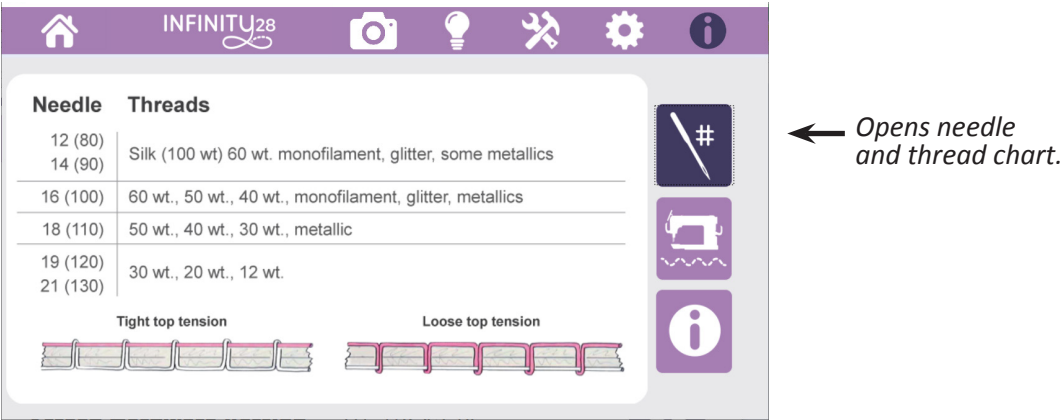 INFINITY28
Needle Threads
12 (80)
14 (90)
Silk (100 wt) 60 wt. monofilament, glitter, some metallics
16 (100) 60 wt., 50 wt., 40 wt., monofilament, glitter, metallics
18 (110) 50 wt., 40 wt., 30 wt., metallic
19 (120)
21 (130)
30 wt., 20 wt., 12 wt.
Tight top tension Loose top tension
#
Opens needle
and thread chart.